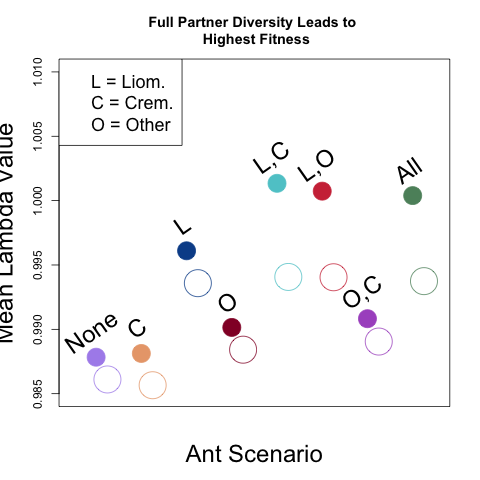 Full Partner Diversity Leads to
Highest Fitness
L = Liom.
C = Crem.
O = Other
1.010
1.005
1.000
0.995
0.990
0.985
Mean Lambda Value
None
C
L
O
L,C
L,O
O,C
All
Ant Scenario